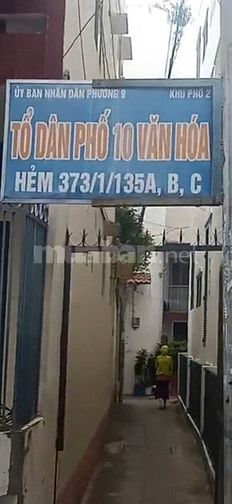 ỦY BAN NHÂN DÂN PHƯỜNG 9 KHU PHỐ 2
TỔ DÂN PHỐ 10 VĂN HÓA
HẺM 373/1/135A, B, C